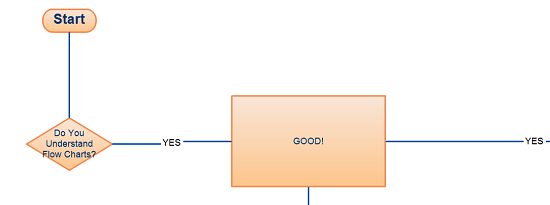 Start
Do You
Understand
Flow Charts?
YES
GOOD!
YES